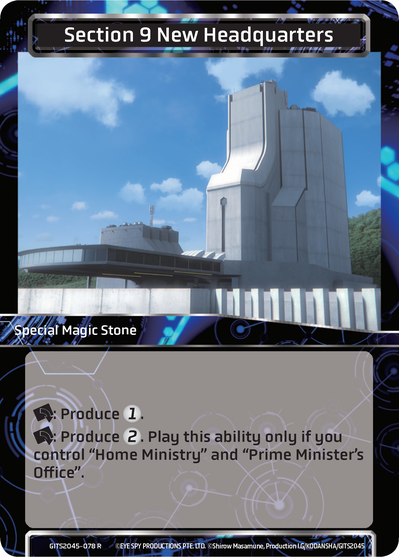 Section 9 New Headquarters
Special Magic Stone
: Produce 1.
: Produce 2. Play this ability only if you
control “Home Ministry” and “Prime Minister’s
Office”.
GITS2045-078 R ©EYE SPY PRODUCTIONS PTE. LTD. ©Shirow Masamune, Production I.G/KODANSHA/GITS2045